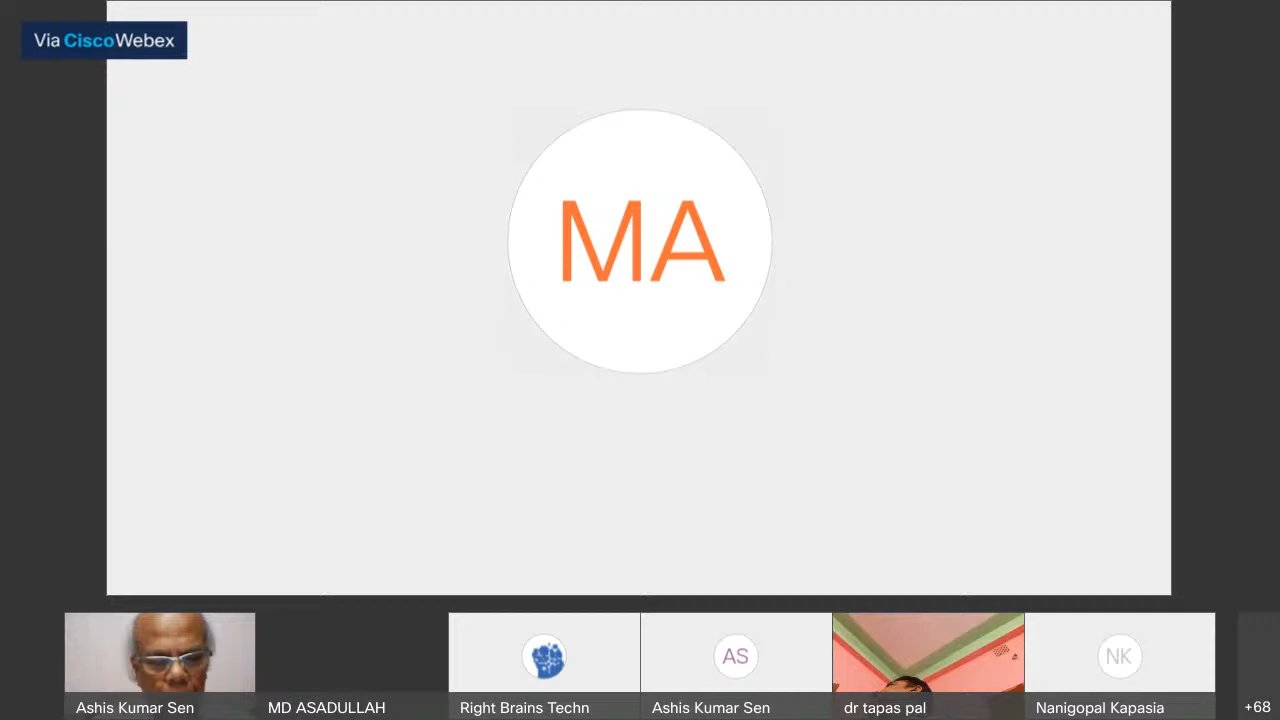 Via CiscoWebex
MA
AS
NK
Ashis Kumar Sen
MD ASADULLAH
Right Brains Techn
Ashis Kumar Sen
dr tapas pal
Nanigopal Kapasia
+68